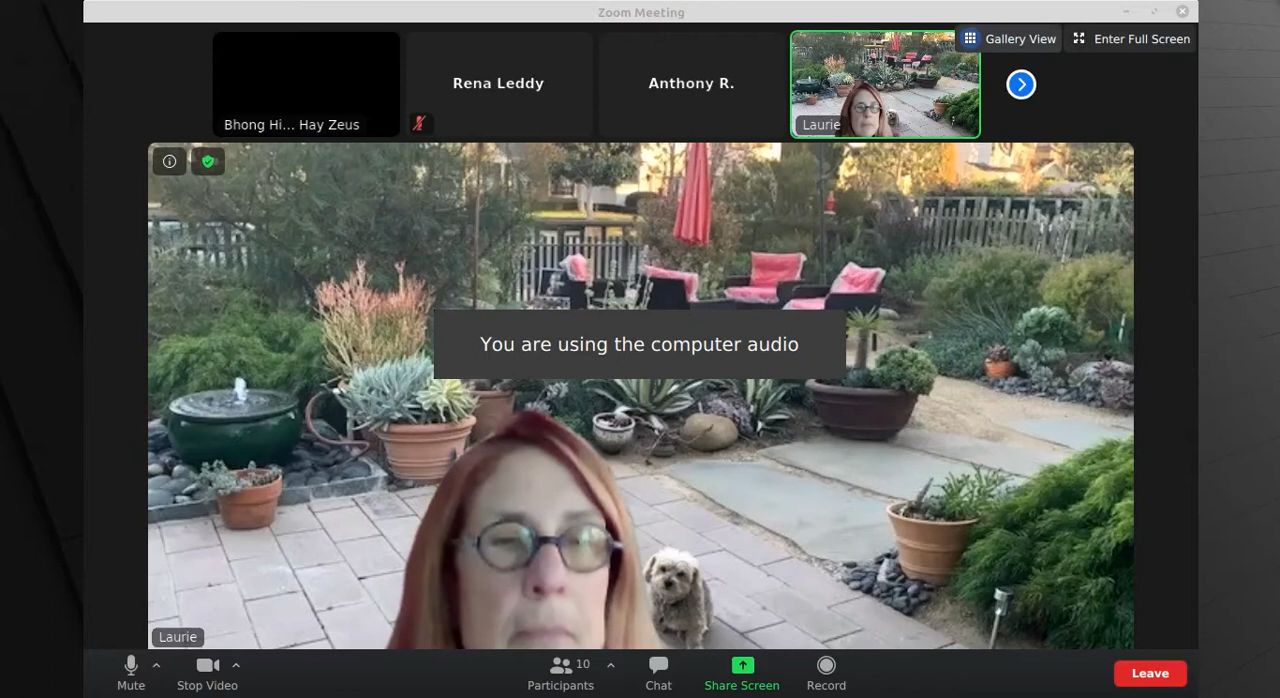 Zoom Meeting
Gallery View
Enter Full Screen
Bhong Hi... Hay Zeus
Rena Leddy
Anthony R.
Laurie
You are using the computer audio
Laurie
Mute
Stop Video
10
Participants
Chat
Share Screen
Record
Leave